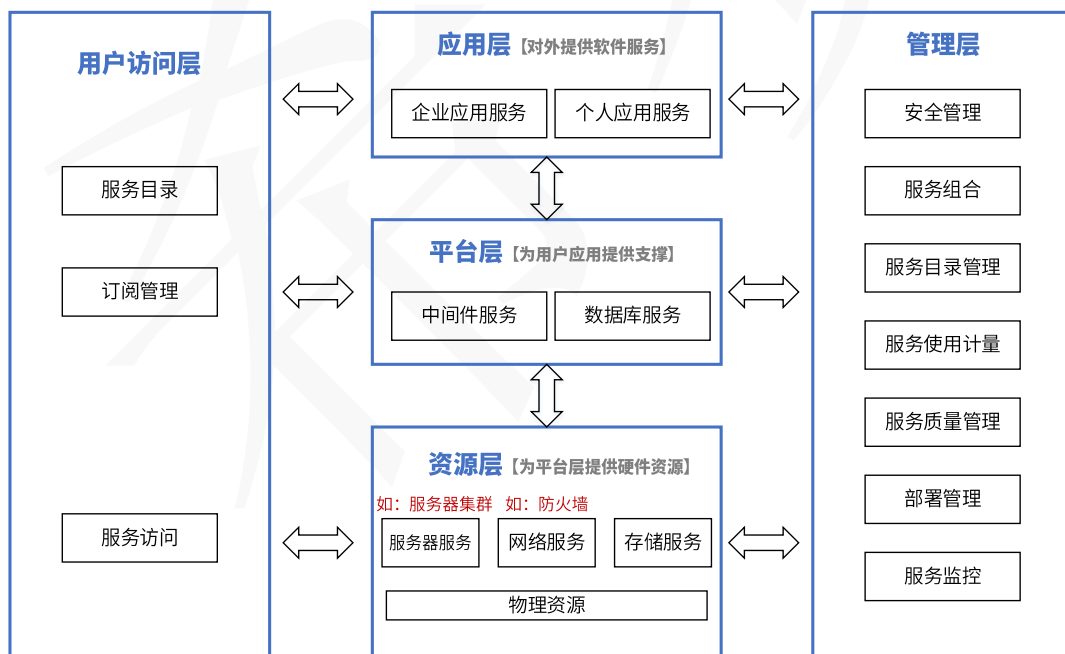 用户访问层
服务目录
订阅管理
服务访问
应用层【对外提供软件服务】
企业应用服务
个人应用服务
平台层【为用户应用提供支撑】
中间件服务
数据库服务
资源层【为平台层提供硬件资源】
如：服务器集群
如：防火墙
服务器服务
网络服务
存储服务
物理资源
管理层
安全管理
服务组合
服务目录管理
服务使用计量
服务质量管理
部署管理
服务监控